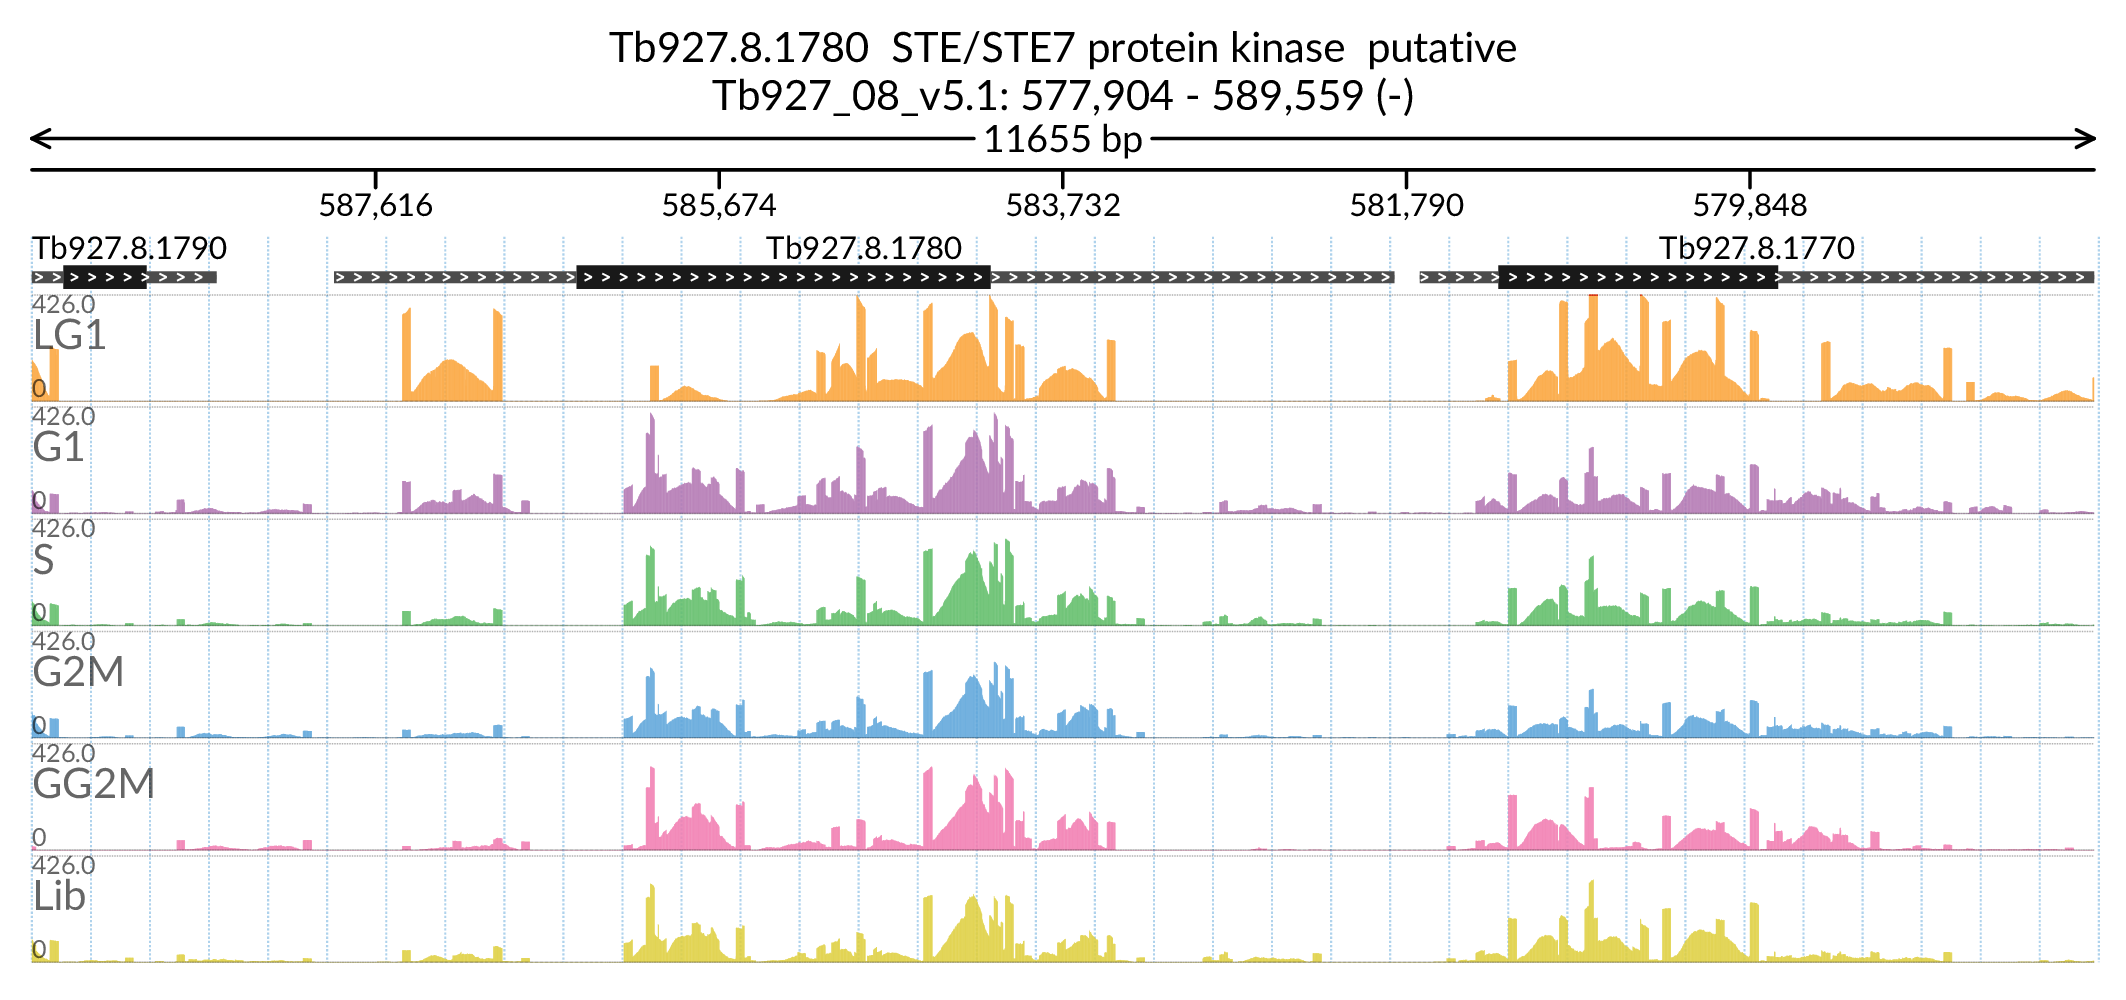 Tb927.8.1780 STE/STE7 protein kinase putative
Tb927_08_v5.1: 577,904 - 589,559 (-)
11655 bp
587,616 585,674 583,732 581,790 579,848
Tb927.8.1790 Tb927.8.1780 Tb927.8.1770
426.0
LG1
0
426.0
G1
0
426.0
S
0
426.0
G2M
0
426.0
GG2M
0
426.0
Lib
0